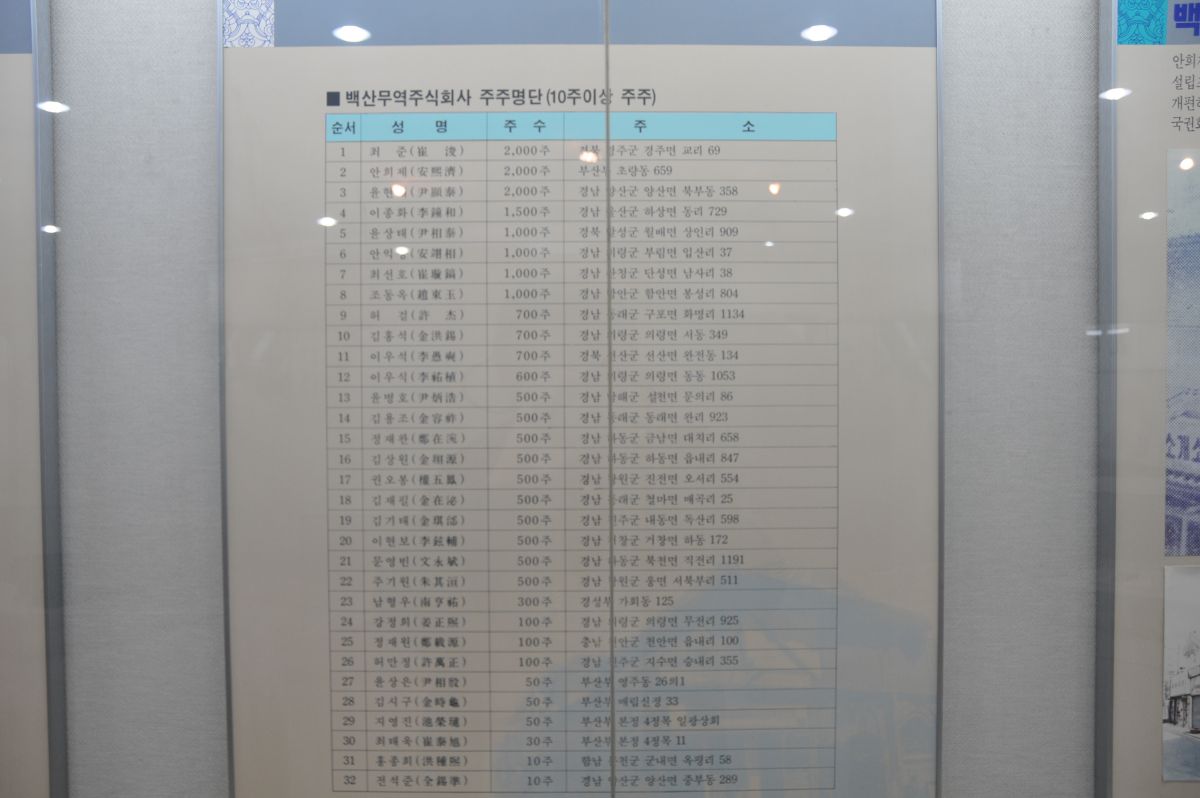 ■ 백산무역주식회사 주주명단(10주이상 주주)
순서 성 명 주 수 주 소
1 최 준(崔 浚) 2,000주 경북 경주군 경주면 교리 69
2 안희제(安熙濟) 2,000주 부산부 초량동 659
3 윤현(尹顯泰) 2,000주 경남 양산군 양산면 북부동 358
4 이종화(李鐘和) 1,500주 경남 울산군 하상면 동리 729
5 윤상태(尹相泰) 1,000주 경북 달성군 월배면 상인리 909
6 안익(安翊相) 1,000주 경남 의령군 부림면 입산리 37
7 최선호(崔璇鎬) 1,000주 경남 산청군 단성면 남사리 38
8 조동옥(趙東玉) 1,000주 경남 함안군 함안면 봉성리 804
9 허 걸(許 杰) 700주 경남 동래군 구포면 화명리 1134
10 김홍석(金洪錫) 700주 경남 의령군 의령면 서동 349
11 이우석(李愚) 700주 경북 선산군 선산면 완전동 134
12 이우식(李祐植) 600주 경남 의령군 의령면 동동 1053
13 윤병호(尹炳浩) 500주 경남 남해군 설천면 문의리 86
14 김용조(金容祚) 500주 경남 동래군 동래면 완리 923
15 정재완(鄭在浣) 500주 경남 하동군 금남면 대치리 658
16 김상원(金源) 500주 경남 하동군 하동면 읍내리 847
17 권오봉(權五鳳) 500주 경남 창원군 진전면 오서리 554
18 김재필(金在泌) 500주 경남 동래군 철마면 매곡리 25
19 김기태(金琪邰) 500주 경남 진주군 내동면 독산리 598
20 이현보(李鉉輔) 500주 경남 거창군 거창면 하동 172
21 문영빈(文永斌) 500주 경남 하동군 북천면 직전리 1191
22 주기원(朱其洹) 500주 경남 창원군 웅면 서북부리 511
23 남형우(南亨祐) 300주 경성부 가회동 125
24 강정희(姜正熙) 100주 경남 의령군 의령면 무전리 925
25 정재원(鄭載源) 100주 충남 천안군 천안면 읍내리 100
26 허만정(許萬正) 100주 경남 진주군 지수면 승내리 355
27 윤상은(尹相殷) 50주 부산부 영주동 26의1
28 김시구(金時龜) 50주 부산부 매립신정 33
29 지영진(池榮璡) 50주 부산부 본정 4정목 일광상회
30 최태욱(崔泰旭) 30주 부산부 본정 4정목 11
31 홍종희(洪種熙) 10주 함남 문천군 군내면 옥평리 58
32 전석준(全錫準) 10주 경남 양산군 양산면 중부동 289
백
안희
설립
개편
국권
소개소